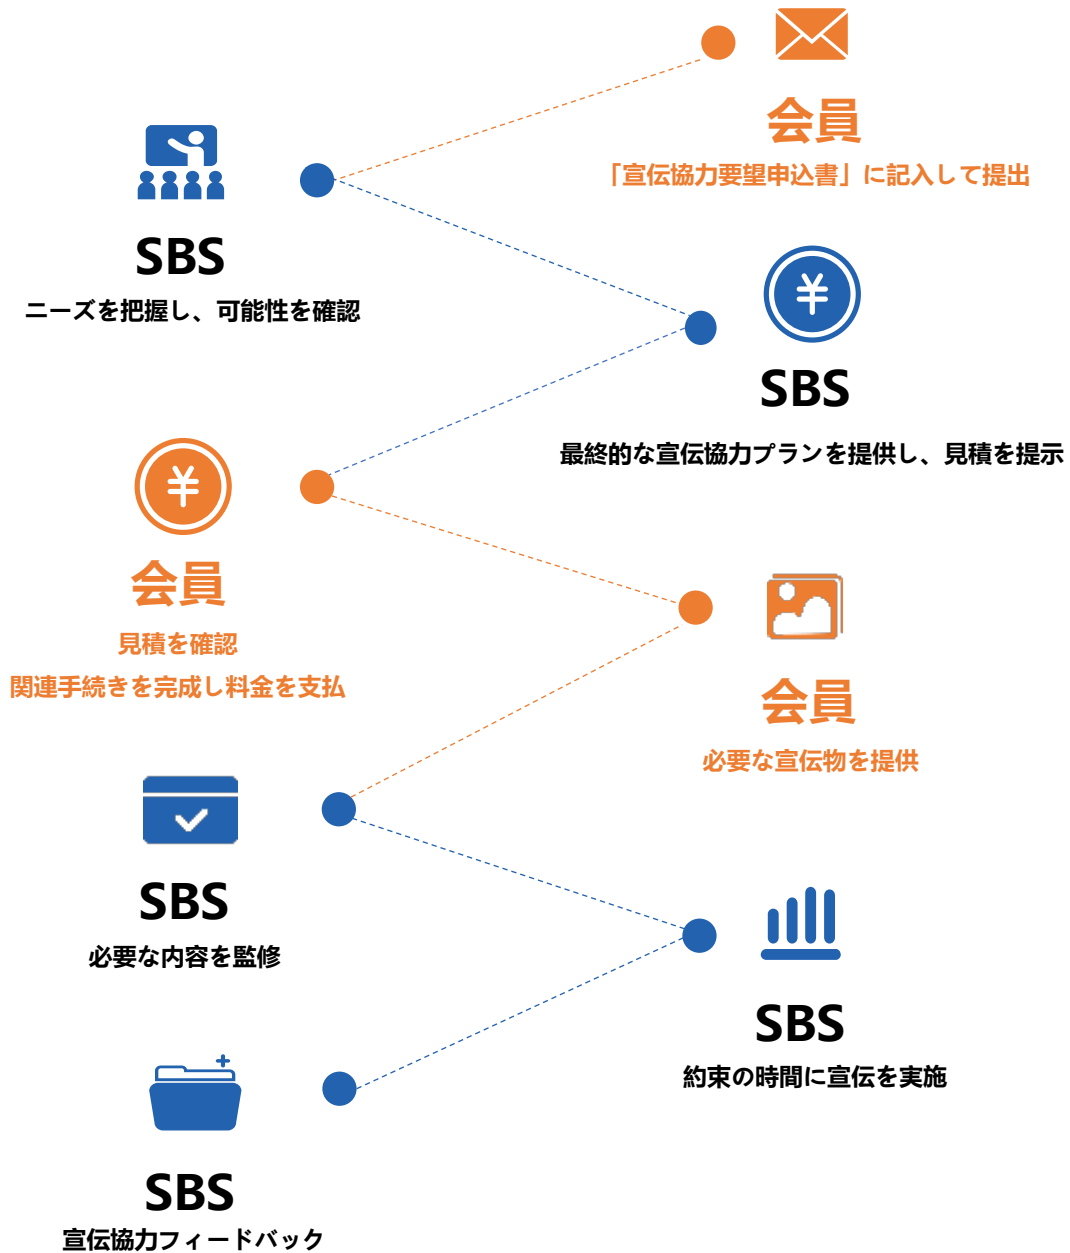 会員
「宣伝協力要望申込書」に記入して提出
SBS
ニーズを把握し、可能性を確認
SBS
最終的な宣伝協力プランを提供し、見積を提示
会員
見積を確認
関連手続きを完成し料金を支払
会員
必要な宣伝物を提供
SBS
必要な内容を監修
SBS
約束の時間に宣伝を実施
SBS
宣伝協力フィードバック